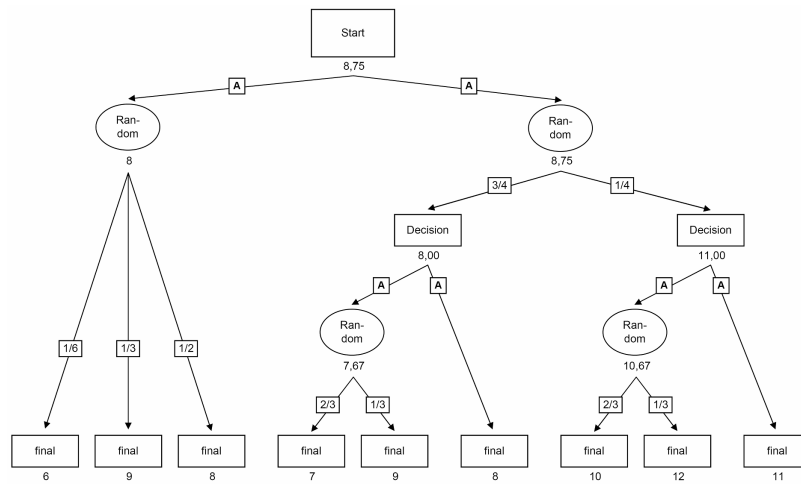 Start
8,75
A
A
Ran-
dom
8
Ran-
dom
8,75
3/4
1/4
Decision
8,00
Decision
11,00
A
A
A
A
Ran-
dom
7,67
Ran-
dom
10,67
1/6
1/3
1/2
2/3
1/3
2/3
1/3
final
final
final
final
final
final
final
final
final
6
9
8
7
9
8
10
12
11